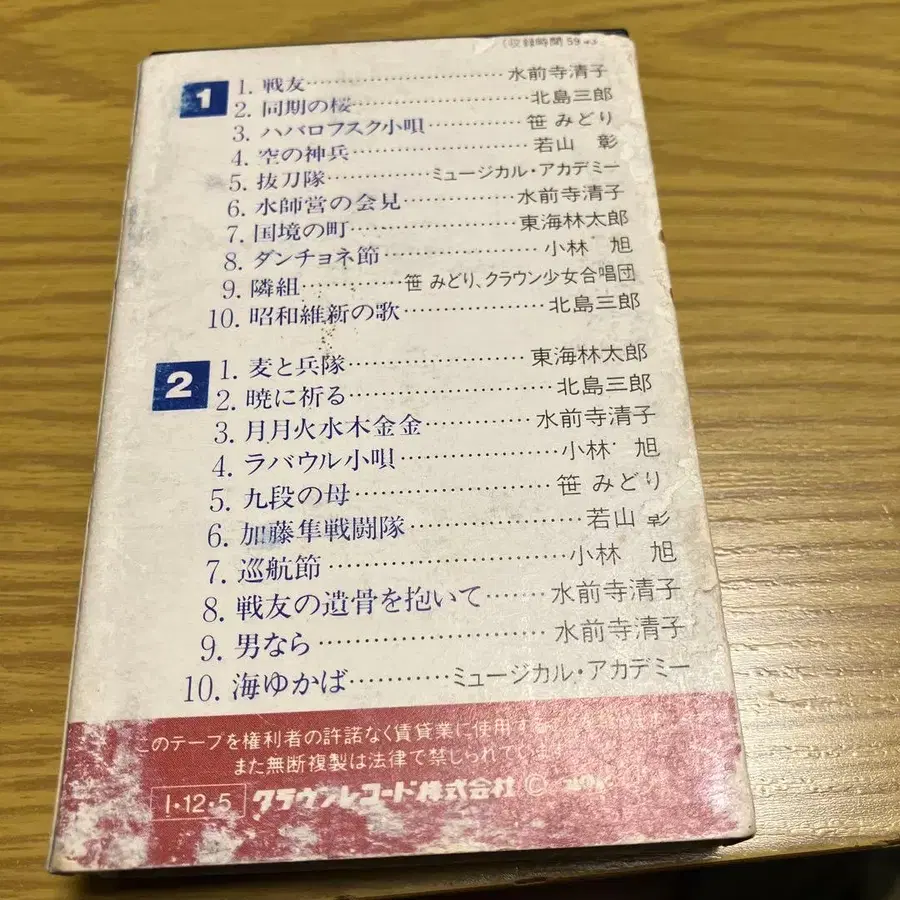 (収録時間59
1
1. 戦友 水前寺清子
2. 同期の桜 北島三郎
3. ハバロフスク小唄 笹みどり
4. 空の神兵 若山 彰
5. 抜刀隊 ミュージカル・アカデミー
6. 水師営の会見 水前寺清子
7. 国境の町 東海林太郎
8. ダンチョネ節 小林 旭
9. 隣組 笹みどり、クラウン少女合唱団
10. 昭和維新の歌 北島三郎
2
1. 麦と兵隊 東海林太郎
2. 暁に祈る 北島三郎
3. 月月火水木金金 水前寺清子
4. ラバウル小唄 小林 旭
5. 九段の母 笹みどり
6. 加藤隼戦闘隊 若山 彰
7. 巡航節 小林 旭
8. 戦友の遺骨を抱いて 水前寺清子
9. 男なら 水前寺清子
10. 海ゆかば ミュージカル・アカデミー
このテープを権利者の許諾なく賃貸業に使用する
また無断複製は法律で禁じられています
I・12・5 クラウンレコード株式会社 ©